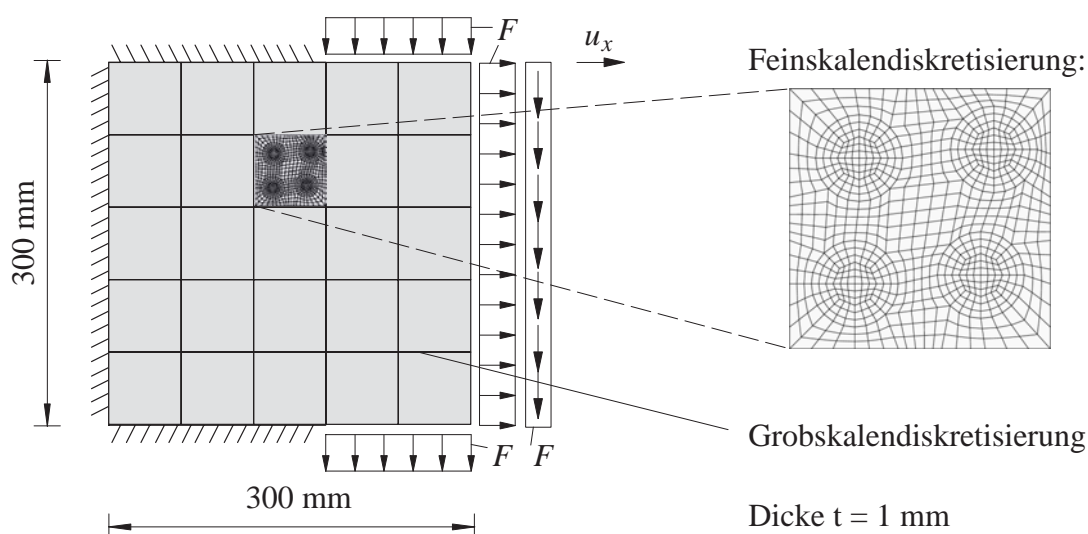 F
u_x
Feinskalendiskretisierung:
300 mm
F
F
Grobskalendiskretisierung
300 mm
Dicke t = 1 mm